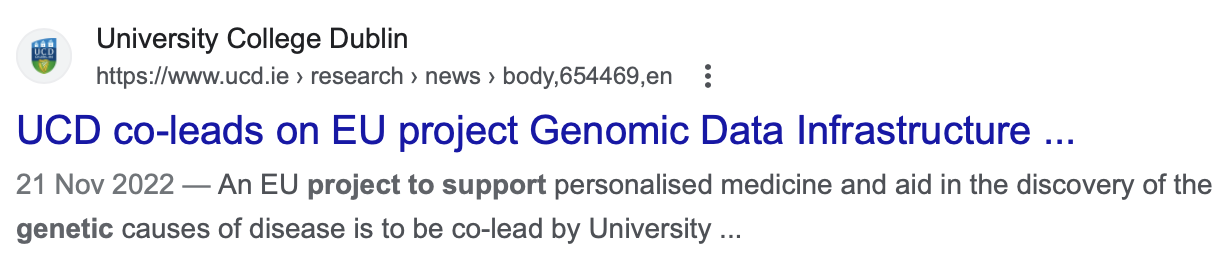 University College Dublin
https://www.ucd.ie › research › news › body,654469,en
UCD co-leads on EU project Genomic Data Infrastructure ...
21 Nov 2022 — An EU project to support personalised medicine and aid in the discovery of the
genetic causes of disease is to be co-lead by University ...
UCD